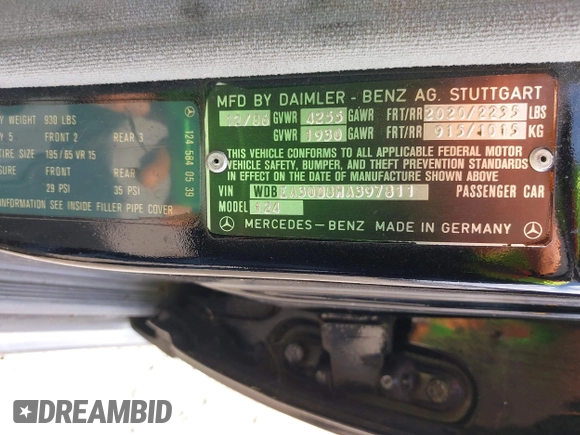 Y WEIGHT 930 LBS
Y 5 FRONT 2 REAR 3
TIRE SIZE 195/65 VR 15
SURE FRONT REAR
29 PSI 35 PSI
INFORMATION SEE INSIDE FILLER PIPE COVER
124 584 05 39
MFD BY DAIMLER - BENZ AG. STUTTGART
12/86 GVWR 4255 GAWR FRT/RR 2020/2235 LBS
GVWR 1930 GAWR FRT/RR 915/1015 KG
THIS VEHICLE CONFORMS TO ALL APPLICABLE FEDERAL MOTOR
VEHICLE SAFETY, BUMPER, AND THEFT PREVENTION STANDARDS
IN EFFECT ON THE DATE OF MANUFACTURE SHOWN ABOVE
VIN PASSENGER CAR
MODEL 124
MERCEDES-BENZ MADE IN GERMANY
DREAMBID